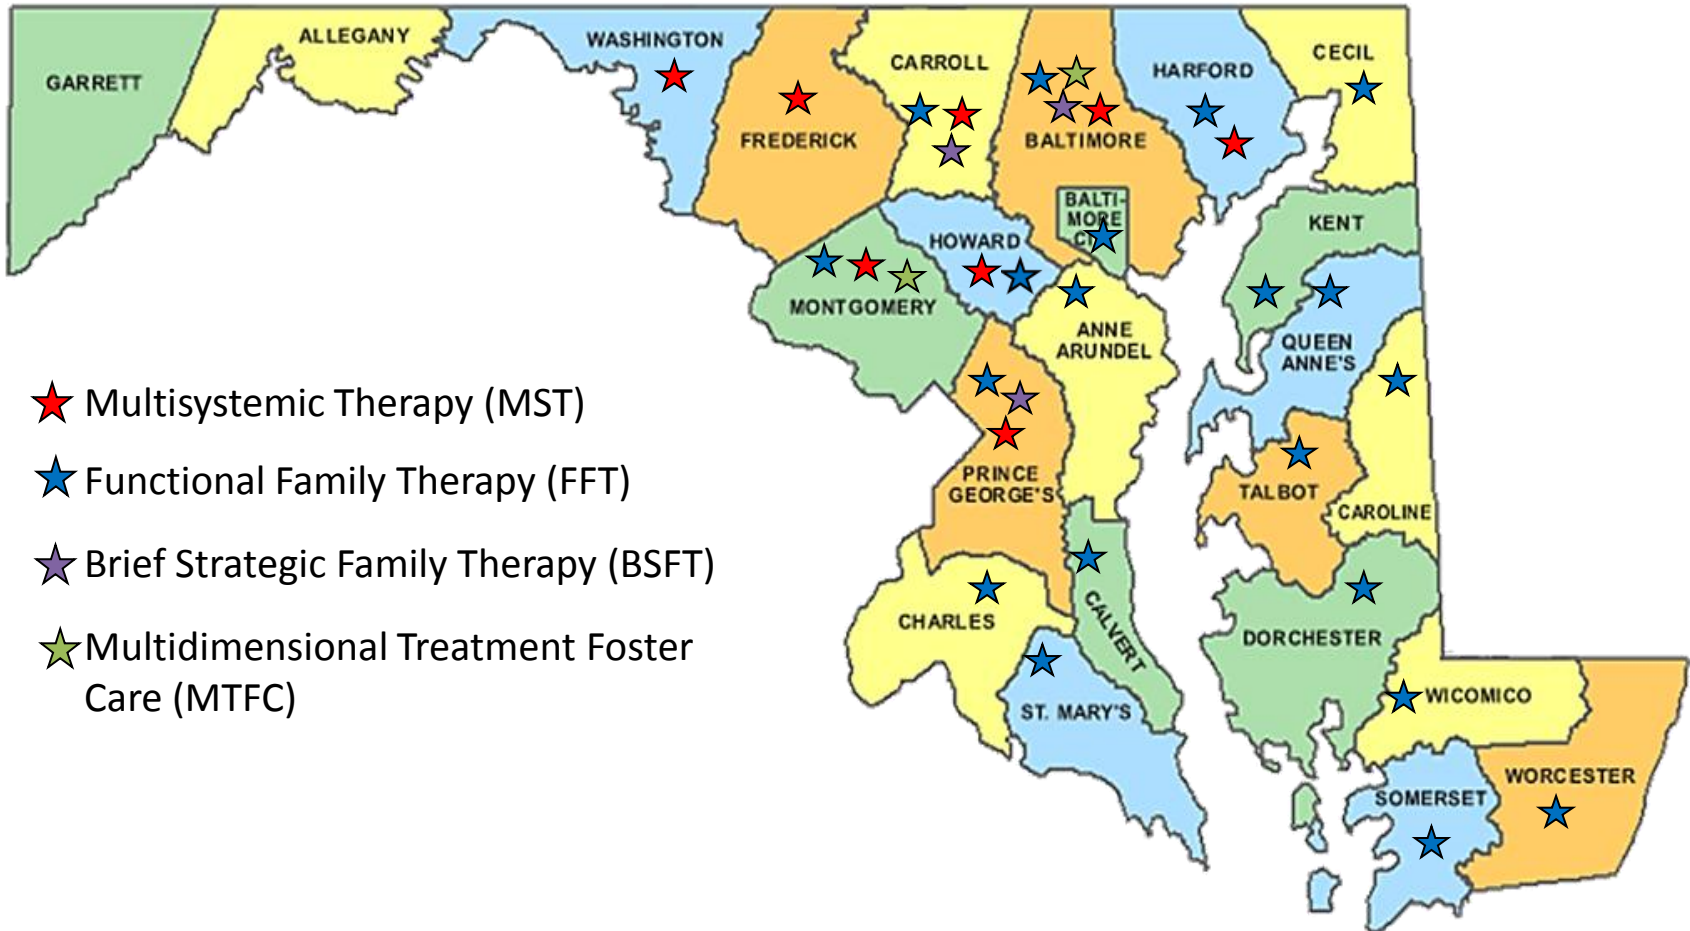 GARRETT
ALLEGANY
WASHINGTON
FREDERICK
CARROLL
BALTIMORE
HARFORD
CECIL
BALTI-
MORE
HOWARD
MONTGOMERY
ANNE
ARUNDEL
KENT
QUEEN
ANNE'S
PRINCE
GEORGE'S
TALBOT
CAROLINE
CHARLES
CALVERT
ST. MARY'S
DORCHESTER
WICOMICO
WORCESTER
SOMERSET
Multisystemic Therapy (MST)
Functional Family Therapy (FFT)
Brief Strategic Family Therapy (BSFT)
Multidimensional Treatment Foster
Care (MTFC)